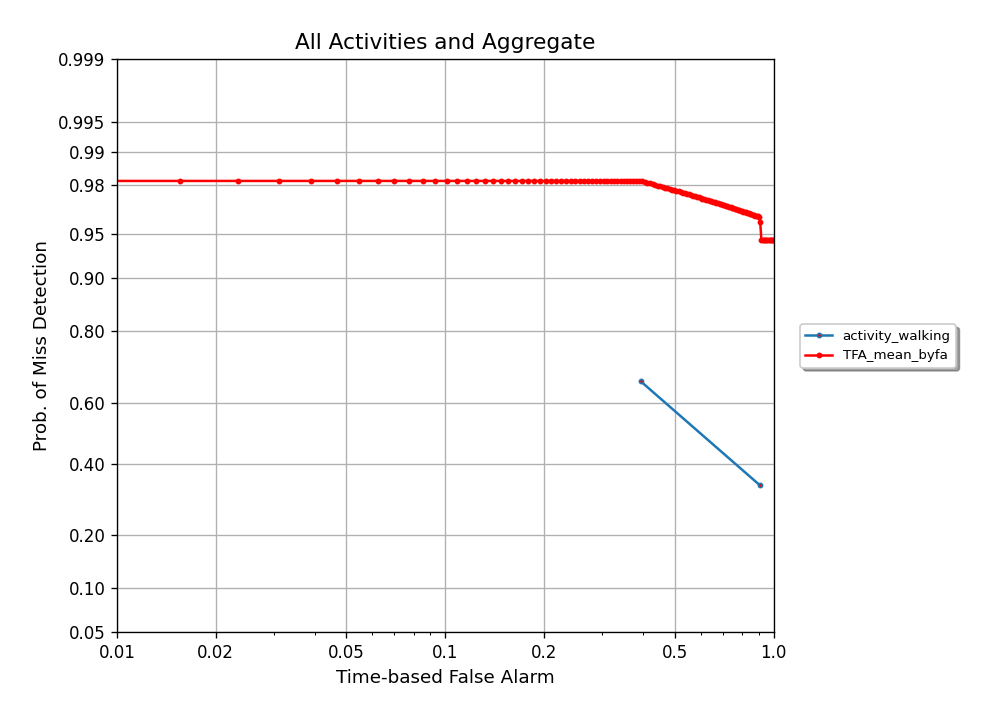 All Activities and Aggregate
0.999
0.995
0.99
0.98
0.95
0.90
0.80
0.60
0.40
0.20
0.10
0.05
Prob. of Miss Detection
0.01 0.02 0.05 0.1 0.2 0.5 1.0
Time-based False Alarm
activity_walking
TFA_mean_byfa